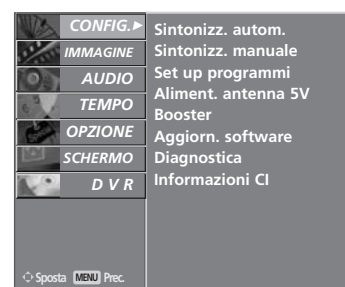 CONFIG.
IMMAGINE
AUDIO
TEMPO
OPZIONE
SCHERMO
D V R
Sintonizz. autom.
Sintonizz. manuale
Set up programmi
Aliment. antenna 5V
Booster
Aggiorn. software
Diagnostica
Informazioni CI
Sposta MENU Prec.